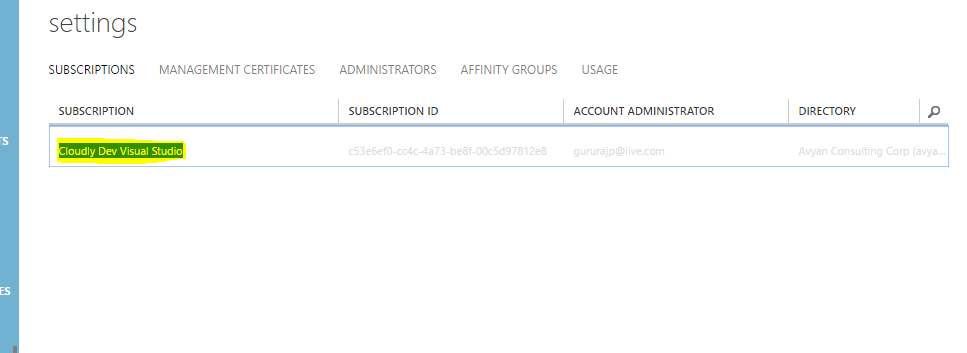 settings
SUBSCRIPTIONS MANAGEMENT CERTIFICATES ADMINISTRATORS AFFINITY GROUPS USAGE
SUBSCRIPTION SUBSCRIPTION ID ACCOUNT ADMINISTRATOR DIRECTORY
TS
Cloudly Dev Visual Studio c53e6ef0-cc4c-4a73-be8f-00c5d97812e8 gururajp@live.com Avyan Consulting Corp (avya...
ES